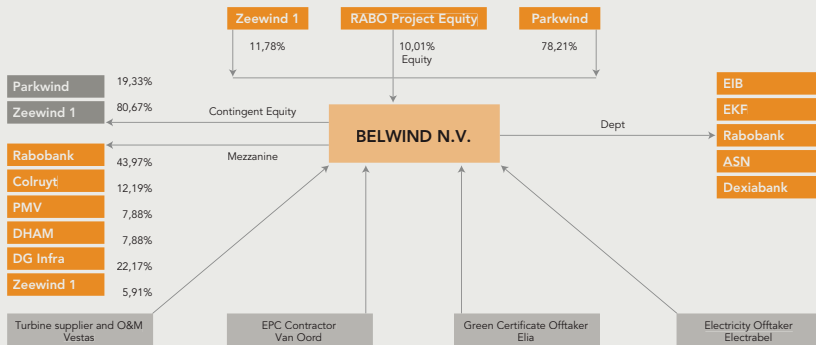 Zeewind 1
RABO Project Equity
Parkwind
11,78%
10,01%
Equity
78,21%
Parkwind
19,33%
Zeewind 1
80,67%
Contingent Equity
Mezzanine
BELWIND N.V.
Dept
EIB
EKF
Rabobank
ASN
Dexiabank
Rabobank
43,97%
Colruyt
12,19%
PMV
7,88%
DHAM
7,88%
DG Infra
22,17%
Zeewind 1
5,91%
Turbine supplier and O&M
Vestas
EPC Contractor
Van Oord
Green Certificate Offtaker
Elia
Electricity Offtaker
Electrabel